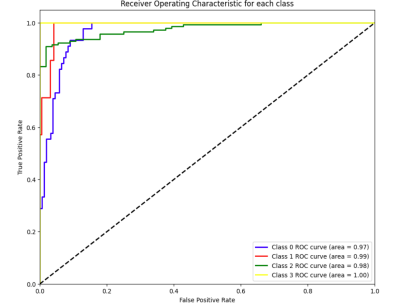 Receiver Operating Characteristic for each class
1.0
0.8
0.6
0.4
0.2
0.0
True Positive Rate
0.0 0.2 0.4 0.6 0.8 1.0
False Positive Rate
Class 0 ROC curve (area = 0.97)
Class 1 ROC curve (area = 0.99)
Class 2 ROC curve (area = 0.98)
Class 3 ROC curve (area = 1.00)